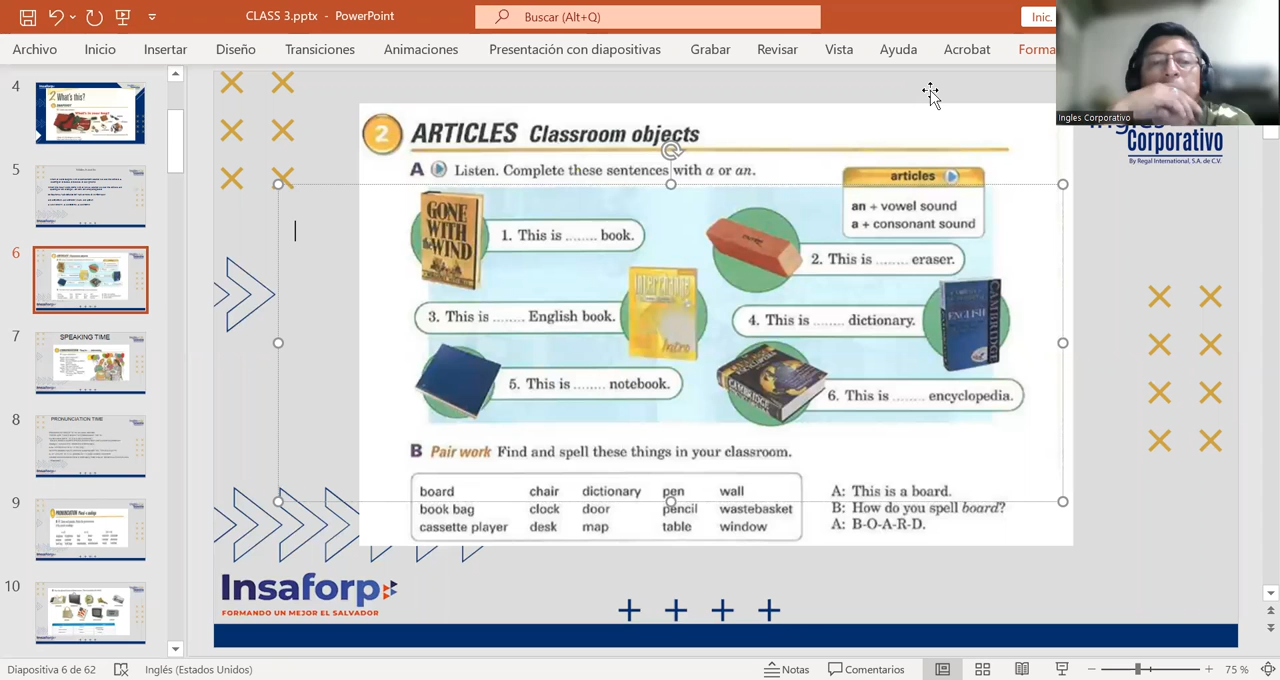 CLASS 3.pptx - PowerPoint
Buscar (Alt+Q)
Inic.
Archivo Inicio Insertar Diseño Transiciones Animaciones Presentación con diapositivas Grabar Revisar Vista Ayuda Acrobat Forma
Ingles Corporativo
Corporativo
By Regal International, S.A. de C.V.
4
2 What's this?
5
6
7
SPEAKING TIME
8
PRONUNCIATION TIME
9
10
2 ARTICLES Classroom objects
A Listen. Complete these sentences with a or an.
articles
an + vowel sound
a + consonant sound
GONE WITH the WIND
1. This is ........ book.
2. This is ........ eraser.
3. This is ........ English book.
Interchange
Intro
4. This is ........ dictionary.
ENGLISH
CAMBRIDGE
5. This is ........ notebook.
6. This is ........ encyclopedia.
B Pair work Find and spell these things in your classroom.
board chair dictionary pen wall
book bag clock door pencil wastebasket
cassette player desk map table window
A: This is a board.
B: How do you spell board?
A: B-O-A-R-D.
Insaforp
FORMANDO UN MEJOR EL SALVADOR
Diapositiva 6 de 62 Inglés (Estados Unidos) Notas Comentarios 75 %